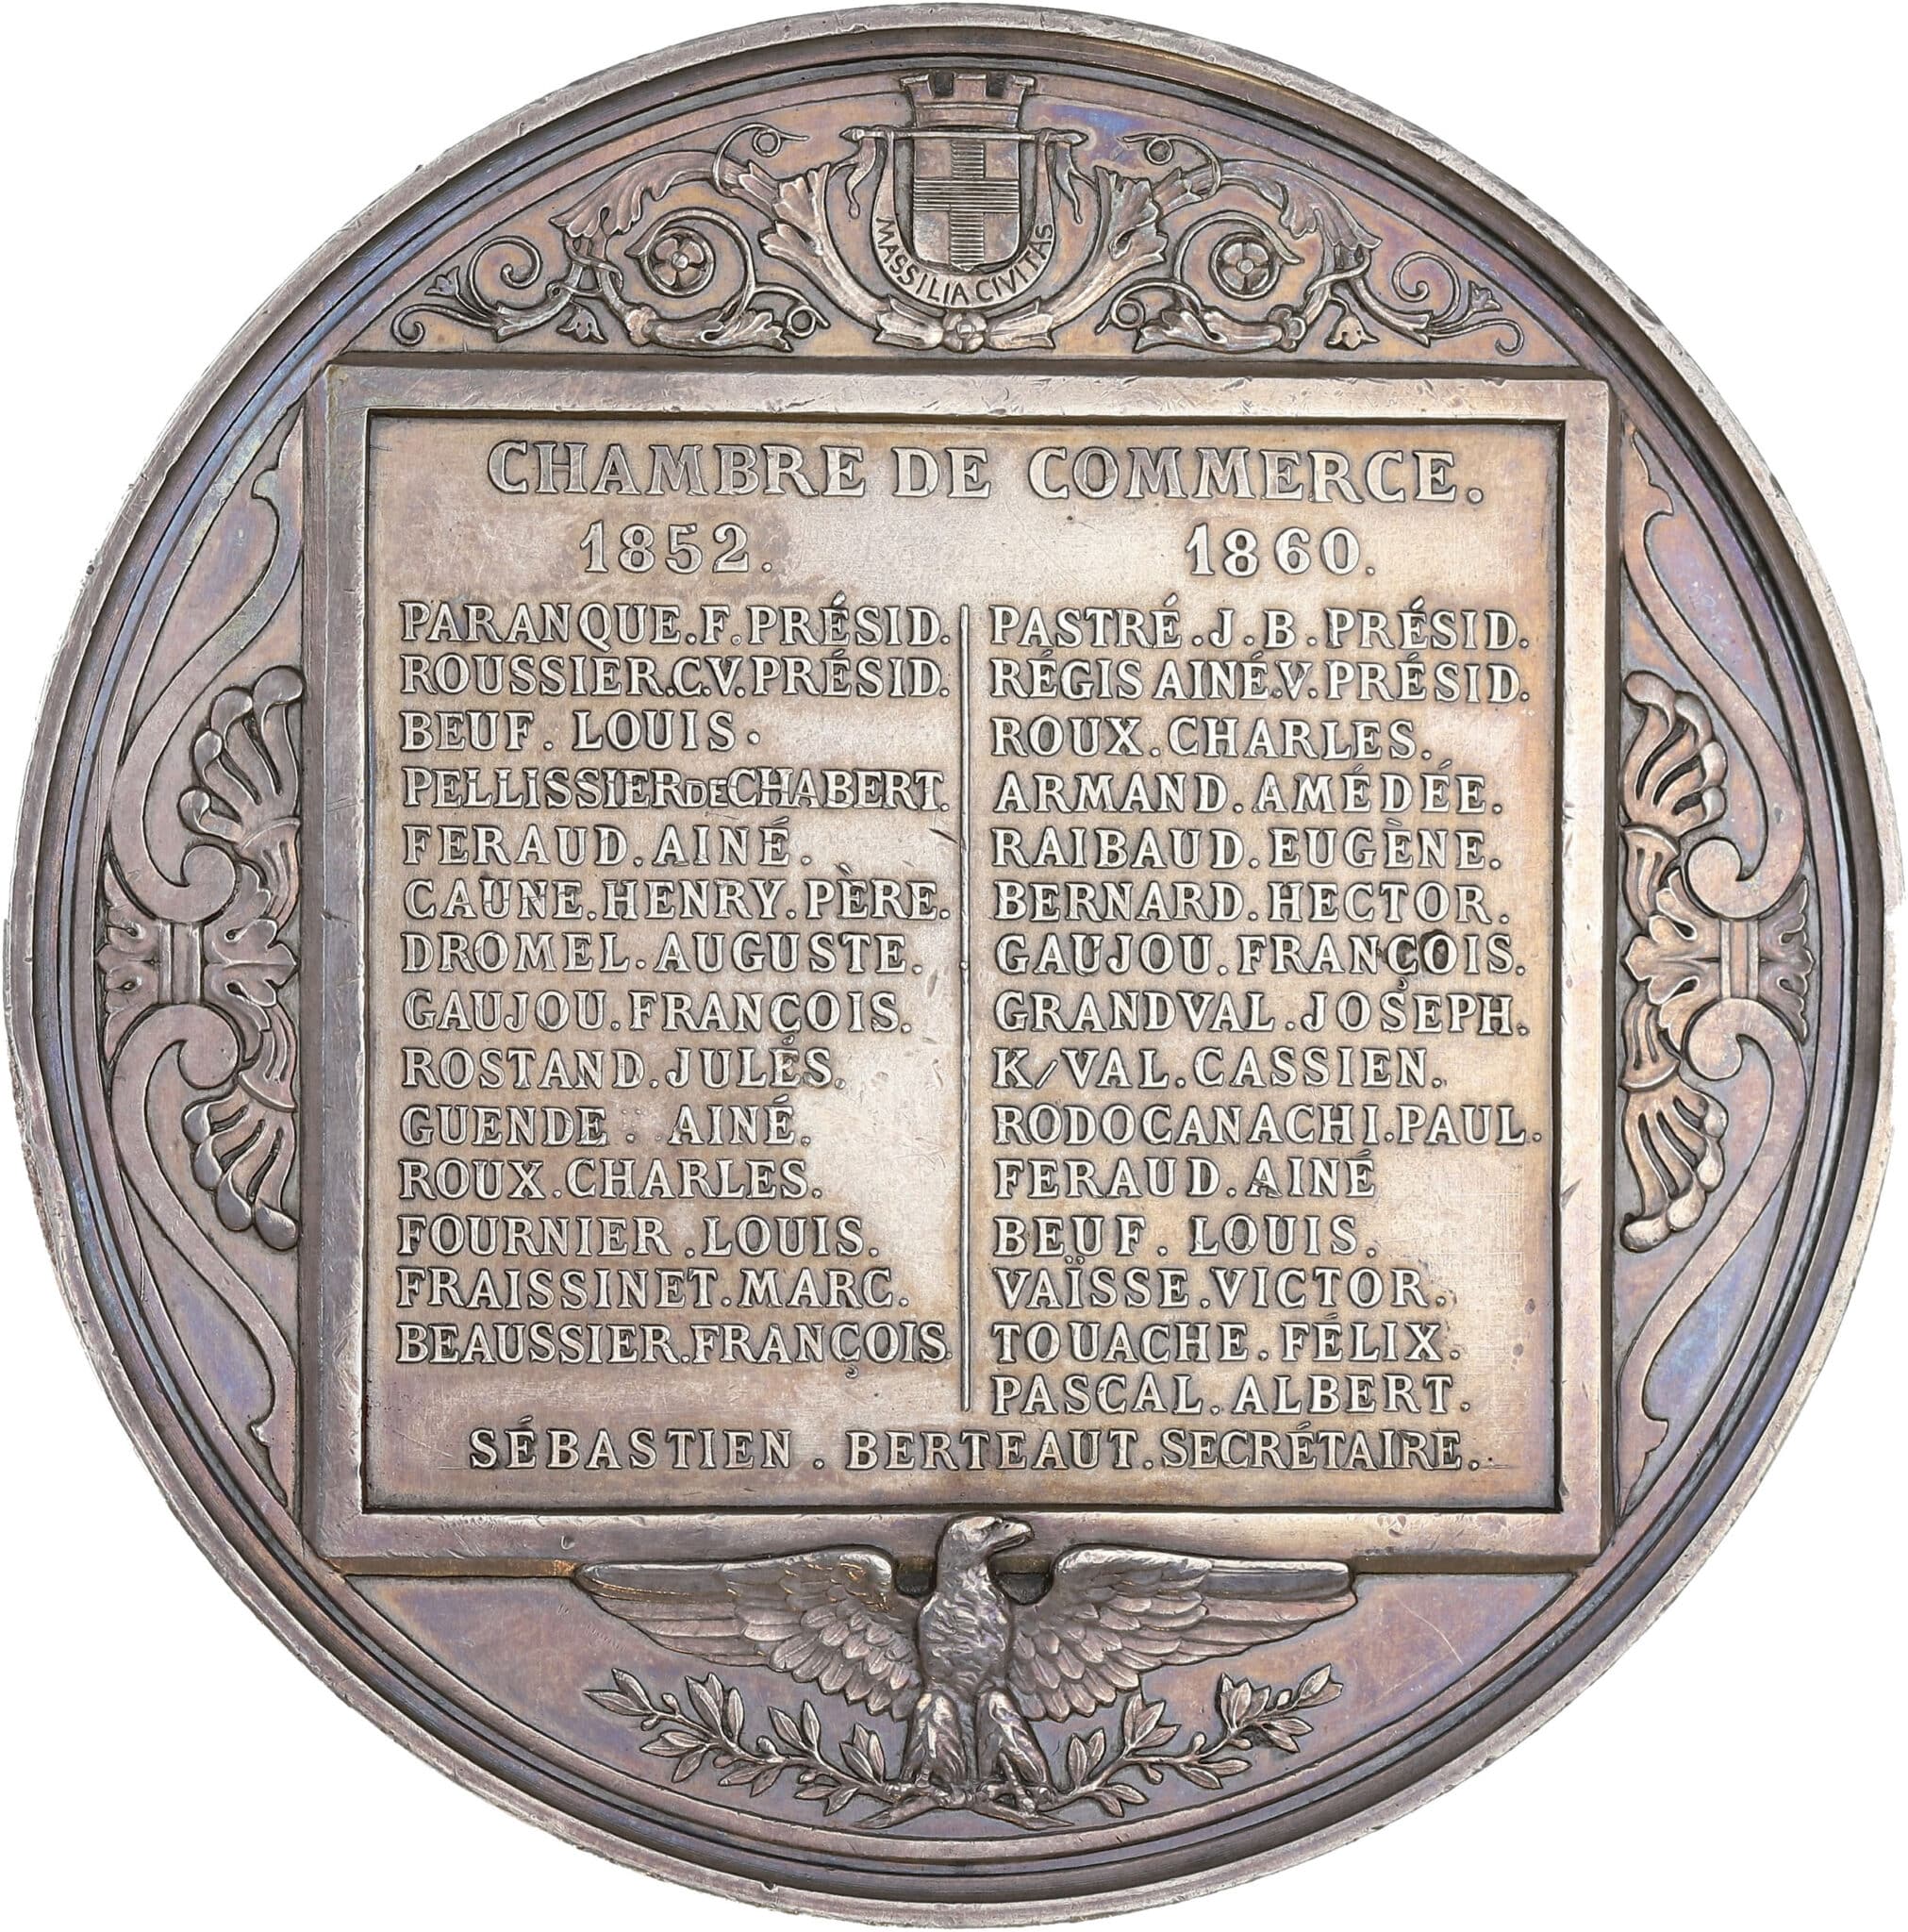 MASSILIA CIVITAS
CHAMBRE DE COMMERCE.
1852. 1860.
PARANQUE. F. PRÉSID.
ROUSSIER. C. V. PRÉSID.
BEUF. LOUIS.
PELLISSIER DE CHABERT.
FERAUD. AINÉ.
CAUNE. HENRY. PÈRE.
DROMEL. AUGUSTE.
GAUJOU. FRANÇOIS.
ROSTAND. JULES.
GUENDE. AINÉ.
ROUX. CHARLES.
FOURNIER. LOUIS.
FRAISSINET. MARC.
BEAUSSIER. FRANÇOIS.
PASTRÉ. J. B. PRÉSID.
RÉGIS AINÉ. V. PRÉSID.
ROUX. CHARLES.
ARMAND. AMÉDÉE.
RAIBAUD. EUGÈNE.
BERNARD. HECTOR.
GAUJOU. FRANÇOIS.
GRANDVAL. JOSEPH.
K/VAL. CASSIEN.
RODOCANACHI. PAUL.
FERAUD. AINÉ
BEUF. LOUIS.
VAÏSSE. VICTOR.
TOUACHE. FÉLIX.
PASCAL. ALBERT.
SÉBASTIEN. BERTEAUT. SECRÉTAIRE.